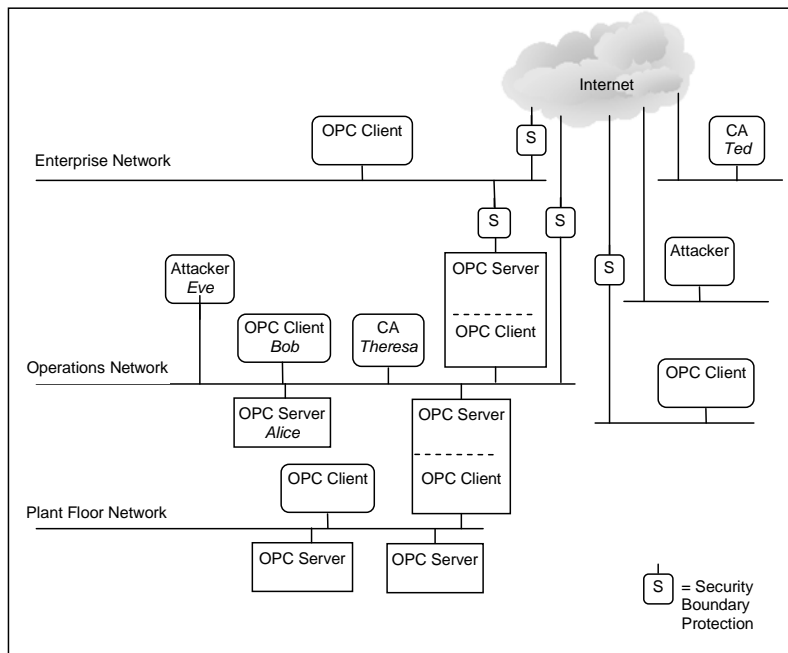 Internet
OPC Client
S
CA
Ted
Enterprise Network
S
S
Attacker
Eve
OPC Server
S
Attacker
OPC Client
Bob
CA
Theresa
OPC Client
Operations Network
OPC Client
OPC Server
Alice
OPC Server
OPC Client
OPC Client
Plant Floor Network
OPC Server
OPC Server
S
= Security
Boundary
Protection